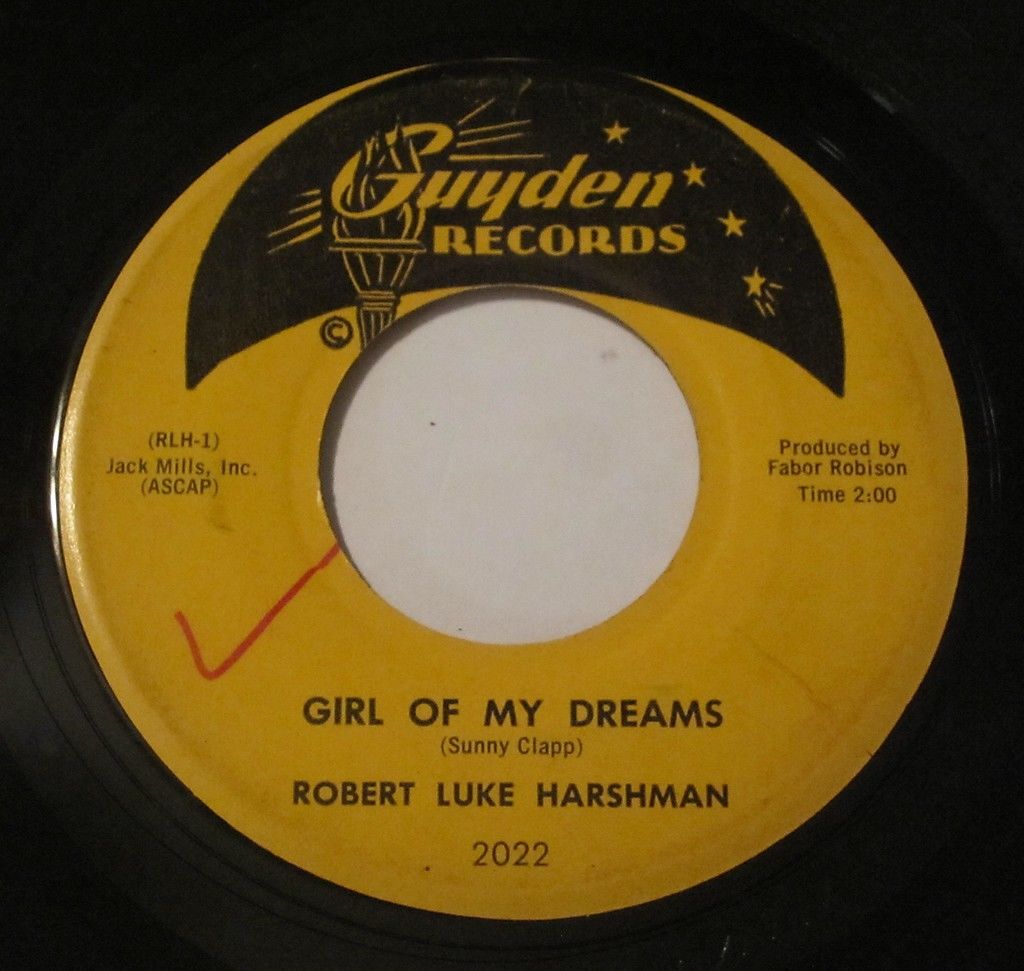 Guyden
RECORDS
©
(RLH-1)
Jack Mills, Inc.
(ASCAP)
Produced by
Fabor Robison
Time 2:00
GIRL OF MY DREAMS
(Sunny Clapp)
ROBERT LUKE HARSHMAN
2022